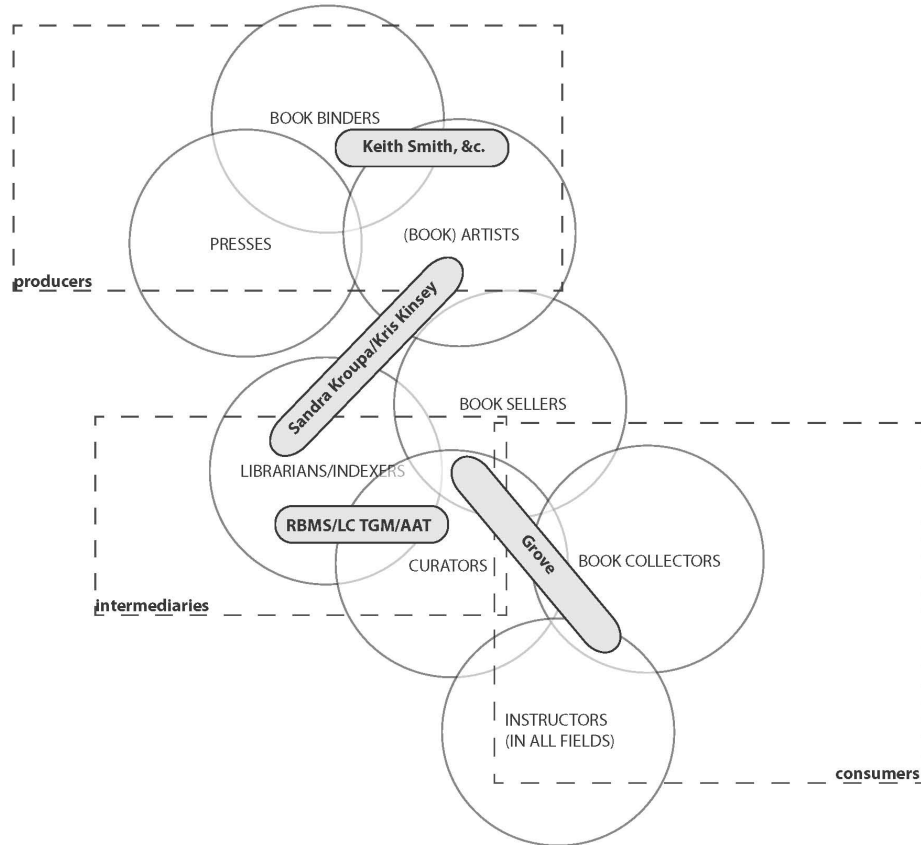 BOOK BINDERS
Keith Smith, &c.
(BOOK) ARTISTS
PRESSES
producers
Sandra Kroupa/Kris Kinsey
BOOK SELLERS
LIBRARIANS/INDEXERS
RBMS/LC TGM/AAT
Grove
BOOK COLLECTORS
CURATORS
intermediaries
INSTRUCTORS
(IN ALL FIELDS)
consumers